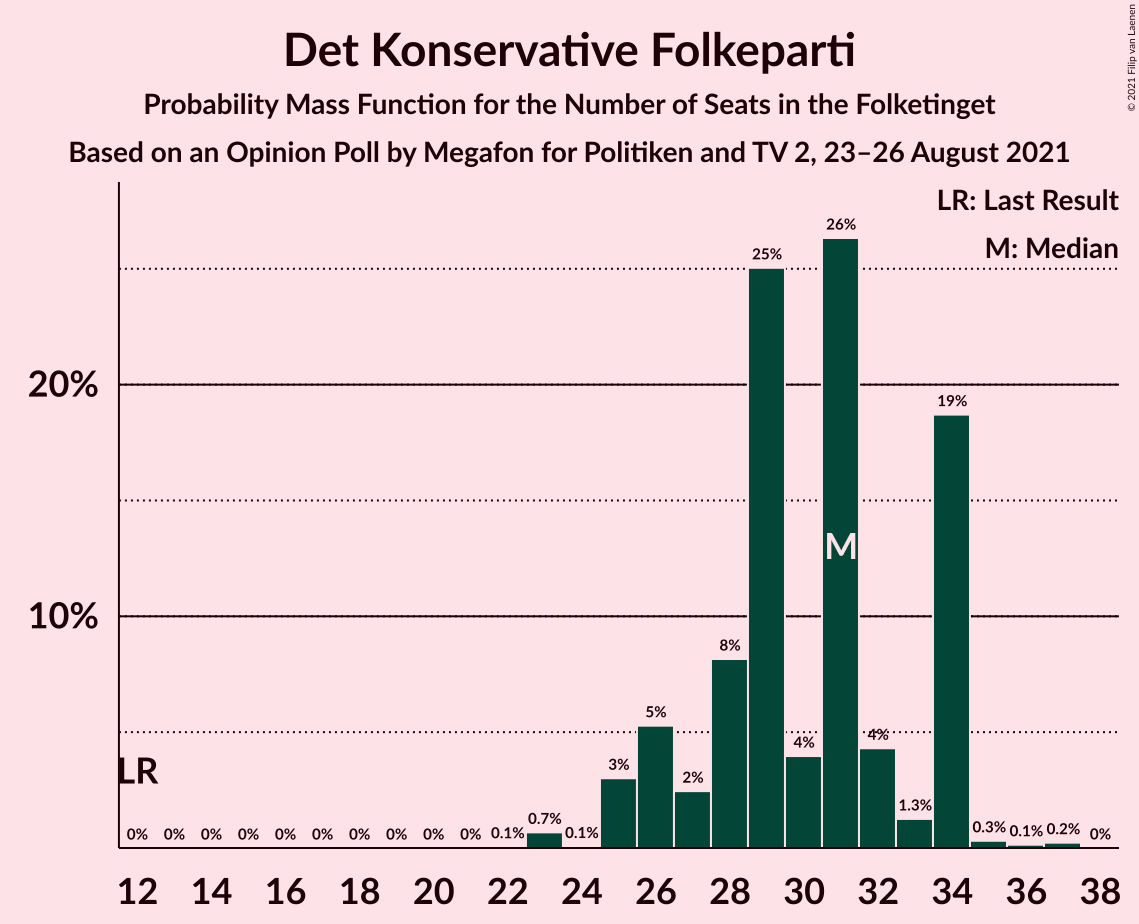 Det Konservative Folkeparti
Probability Mass Function for the Number of Seats in the Folketinget
Based on an Opinion Poll by Megafon for Politiken and TV 2, 23–26 August 2021
© 2021 Filip van Laenen
LR: Last Result
M: Median
20%
10%
LR
M
0% 0% 0% 0% 0% 0% 0% 0% 0% 0% 0.1% 0.7% 0.1% 3% 5% 2% 8% 25% 4% 26% 4% 1.3% 19% 0.3% 0.1% 0.2% 0%
12 14 16 18 20 22 24 26 28 30 32 34 36 38